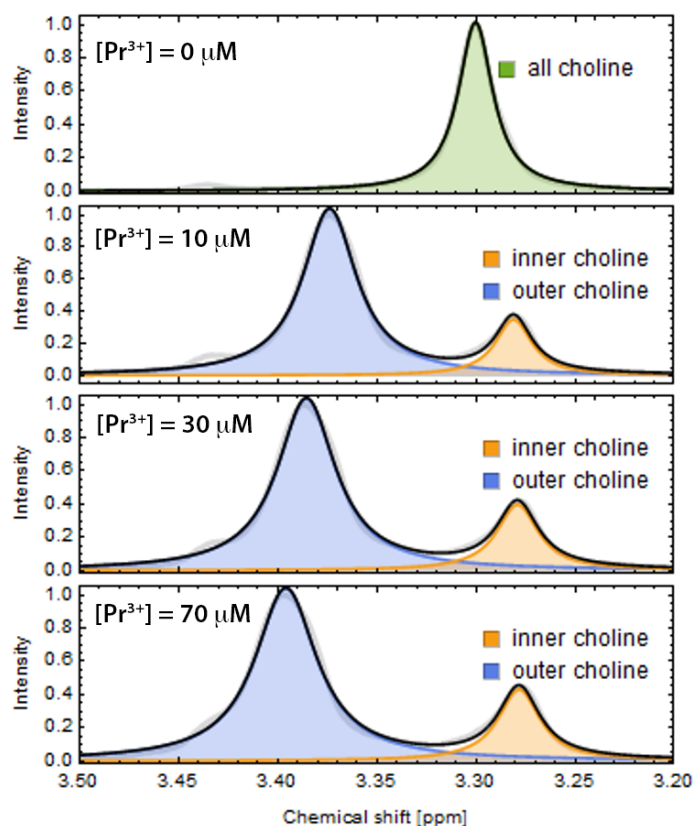 [Pr³⁺] = 0 μM
all choline
Intensity
1.0
0.8
0.6
0.4
0.2
0.0
[Pr³⁺] = 10 μM
inner choline
outer choline
Intensity
1.0
0.8
0.6
0.4
0.2
0.0
[Pr³⁺] = 30 μM
inner choline
outer choline
Intensity
1.0
0.8
0.6
0.4
0.2
0.0
[Pr³⁺] = 70 μM
inner choline
outer choline
Intensity
1.0
0.8
0.6
0.4
0.2
0.0
3.50 3.45 3.40 3.35 3.30 3.25 3.20
Chemical shift [ppm]